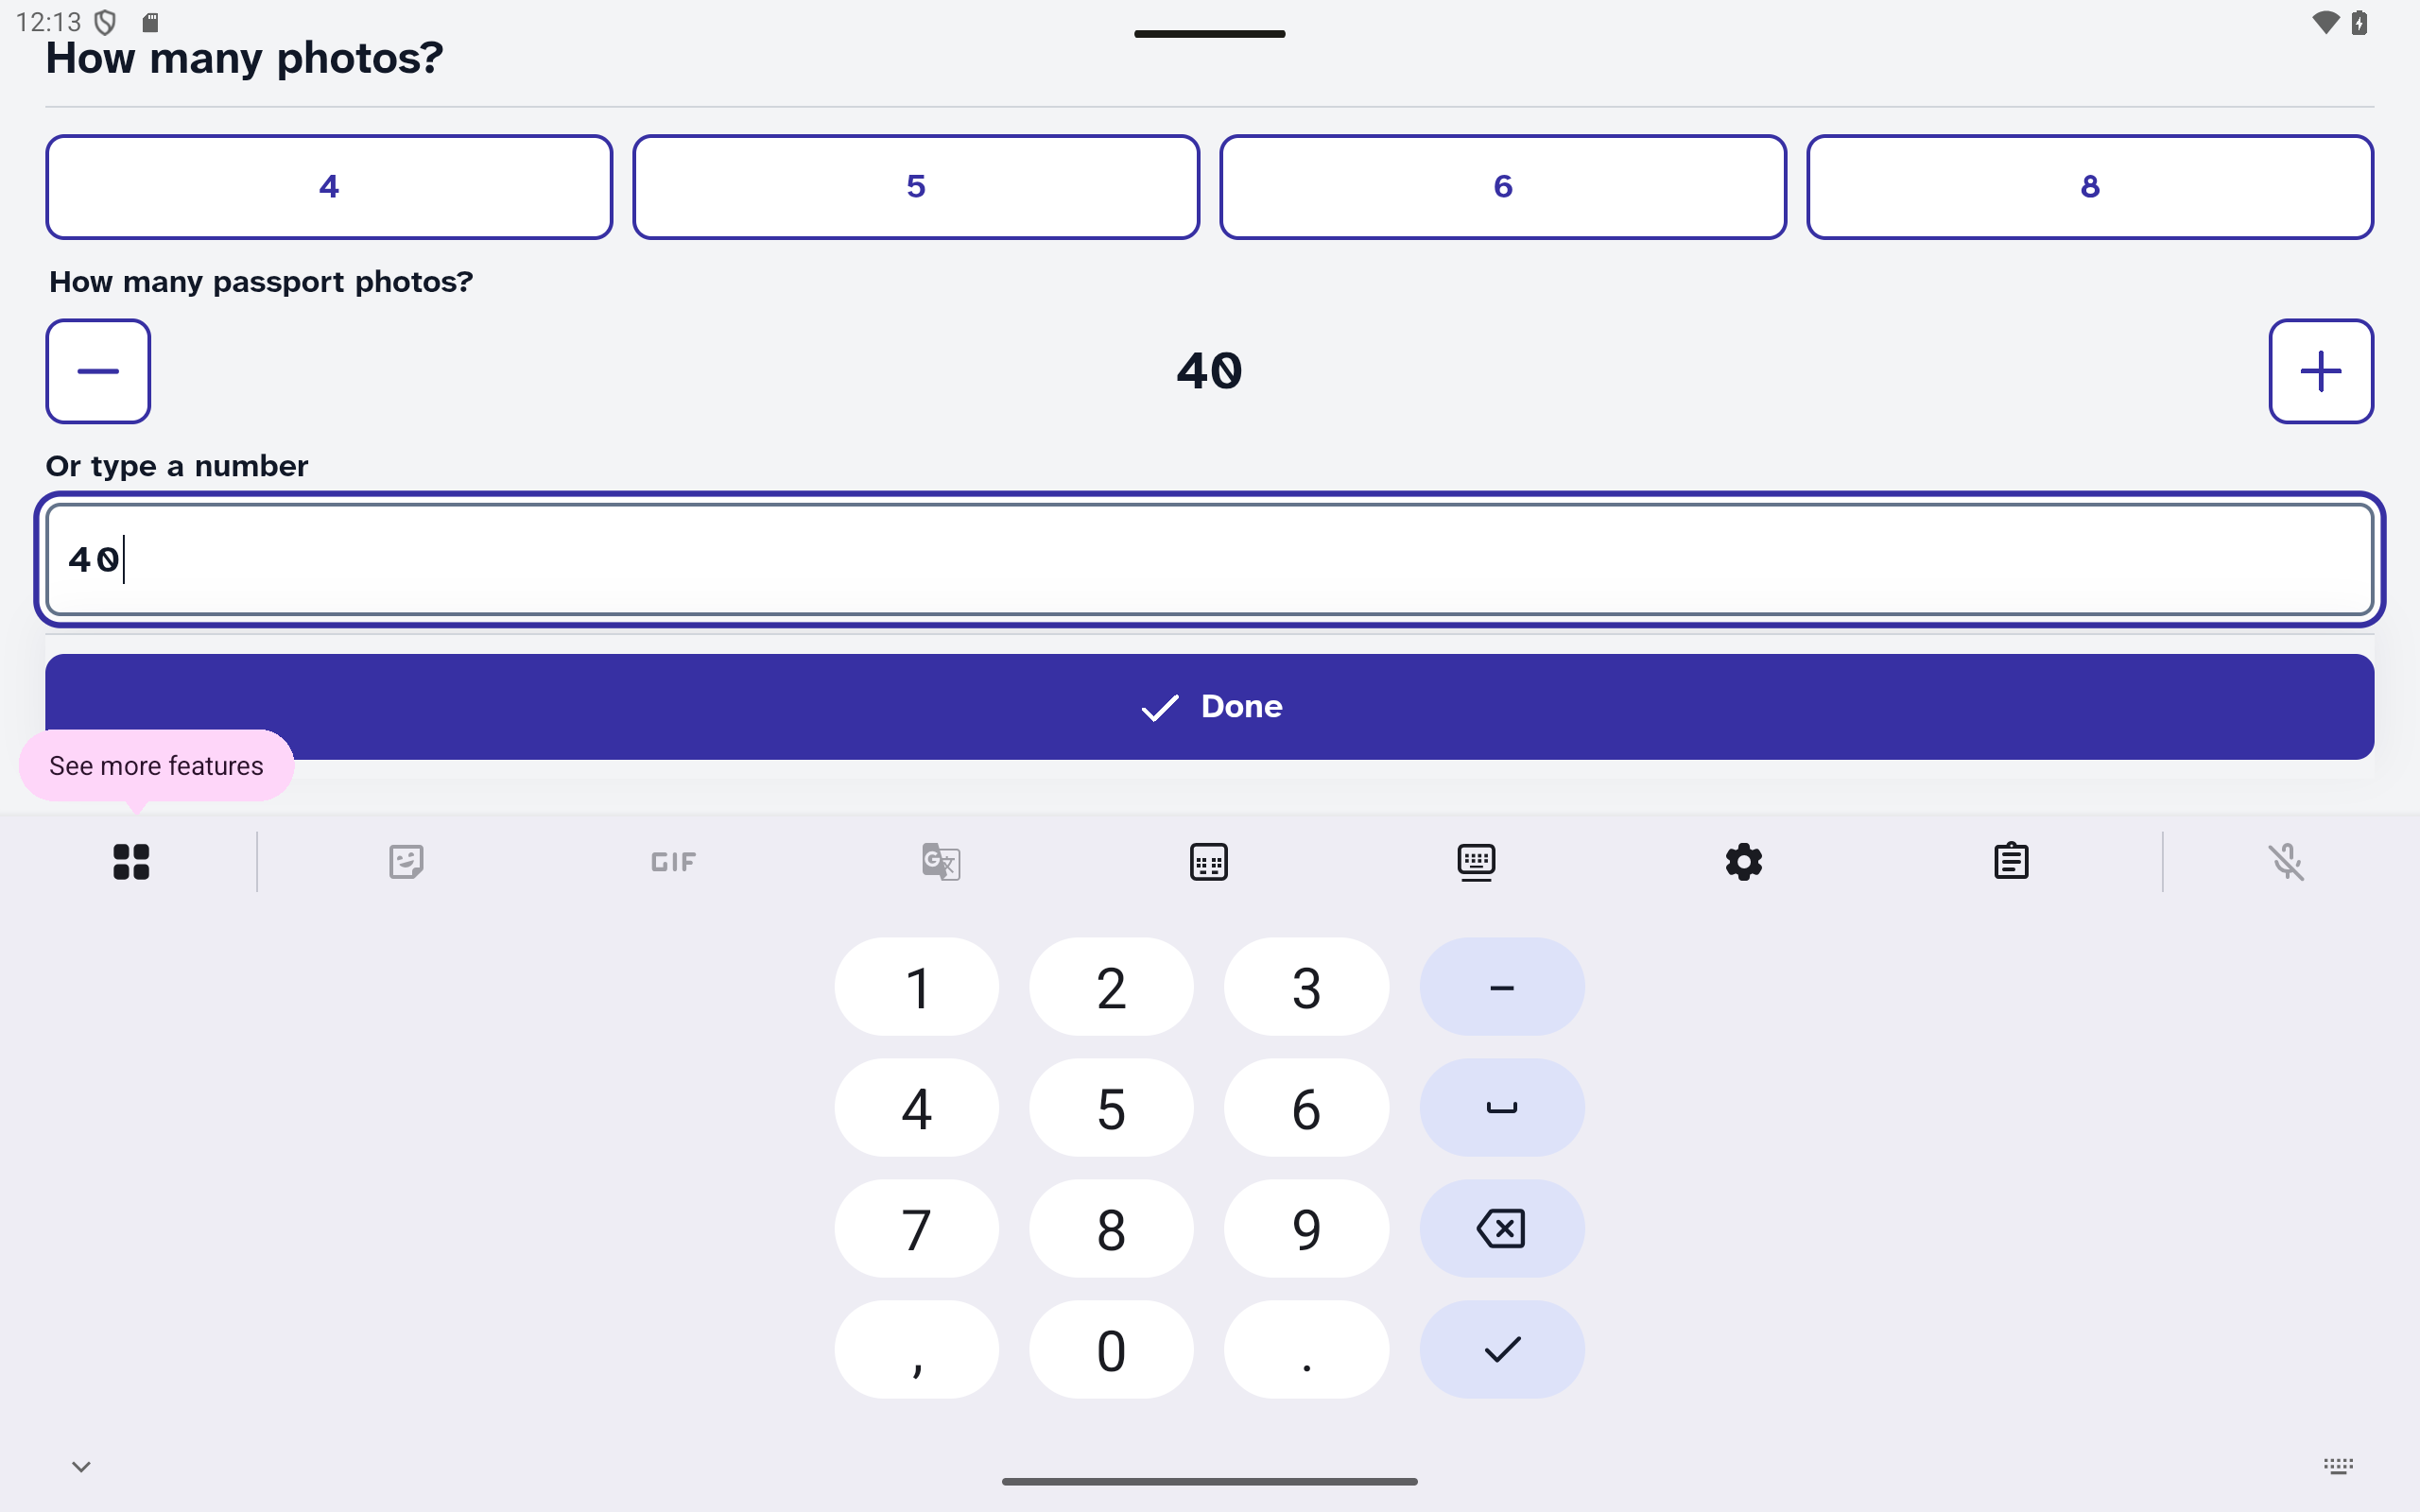 12:13
How many photos?
4 5 6 8
How many passport photos?
40
Or type a number
40
Done
See more features
GIF
1 2 3 –
4 5 6
7 8 9
, 0 .